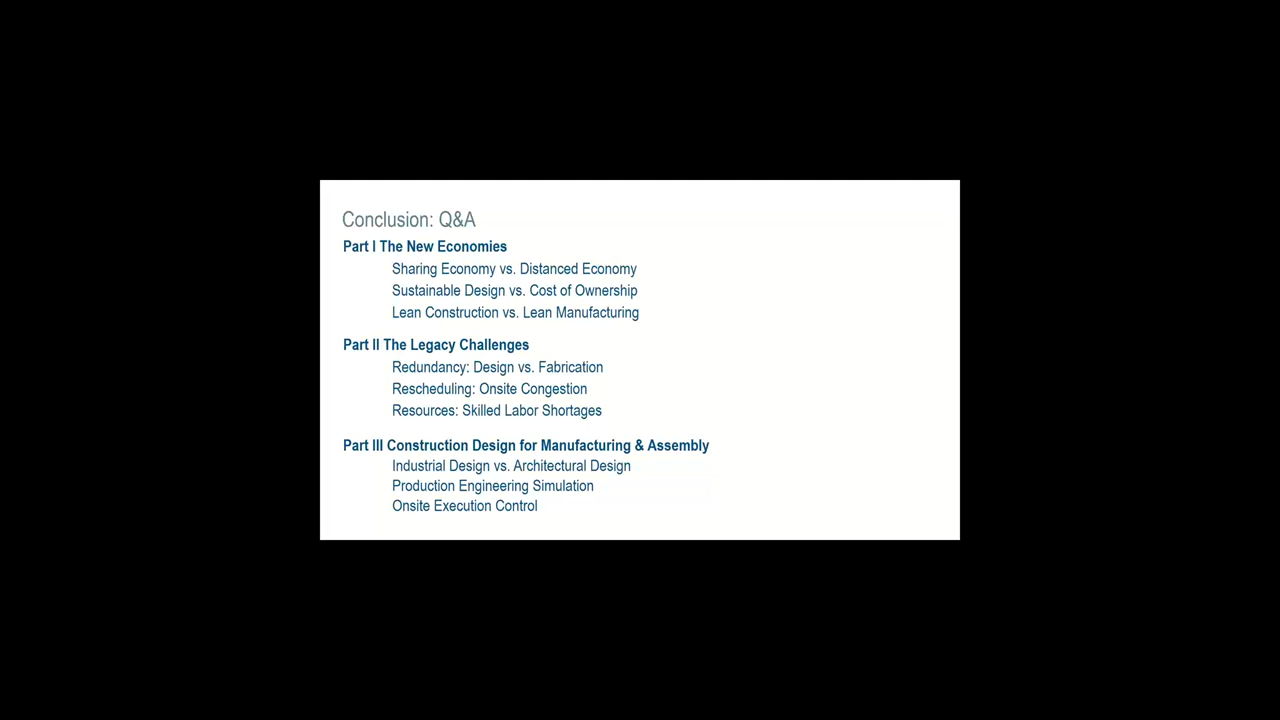 Conclusion: Q&A
Part I The New Economies
Sharing Economy vs. Distanced Economy
Sustainable Design vs. Cost of Ownership
Lean Construction vs. Lean Manufacturing
Part II The Legacy Challenges
Redundancy: Design vs. Fabrication
Rescheduling: Onsite Congestion
Resources: Skilled Labor Shortages
Part III Construction Design for Manufacturing & Assembly
Industrial Design vs. Architectural Design
Production Engineering Simulation
Onsite Execution Control